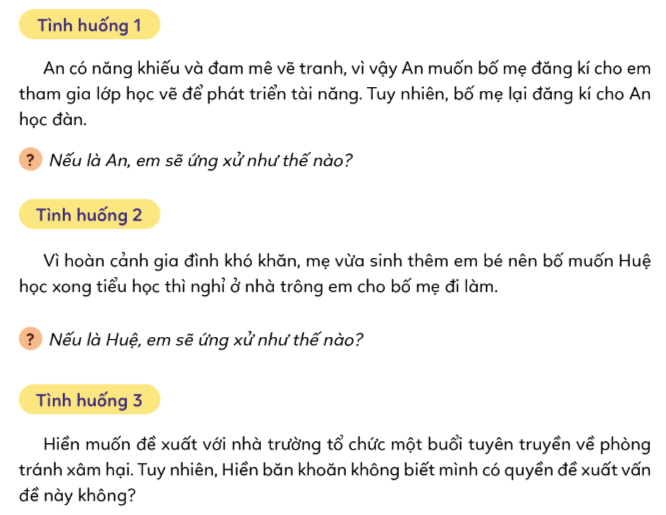 Tình huống 1
An có năng khiếu và đam mê vẽ tranh, vì vậy An muốn bố mẹ đăng kí cho em
tham gia lớp học vẽ để phát triển tài năng. Tuy nhiên, bố mẹ lại đăng kí cho An
học đàn.
? Nếu là An, em sẽ ứng xử như thế nào?
Tình huống 2
Vì hoàn cảnh gia đình khó khăn, mẹ vừa sinh thêm em bé nên bố muốn Huệ
học xong tiểu học thì nghỉ ở nhà trông em cho bố mẹ đi làm.
? Nếu là Huệ, em sẽ ứng xử như thế nào?
Tình huống 3
Hiền muốn đề xuất với nhà trường tổ chức một buổi tuyên truyền về phòng
tránh xâm hại. Tuy nhiên, Hiền băn khoăn không biết mình có quyền đề xuất vấn
đề này không?